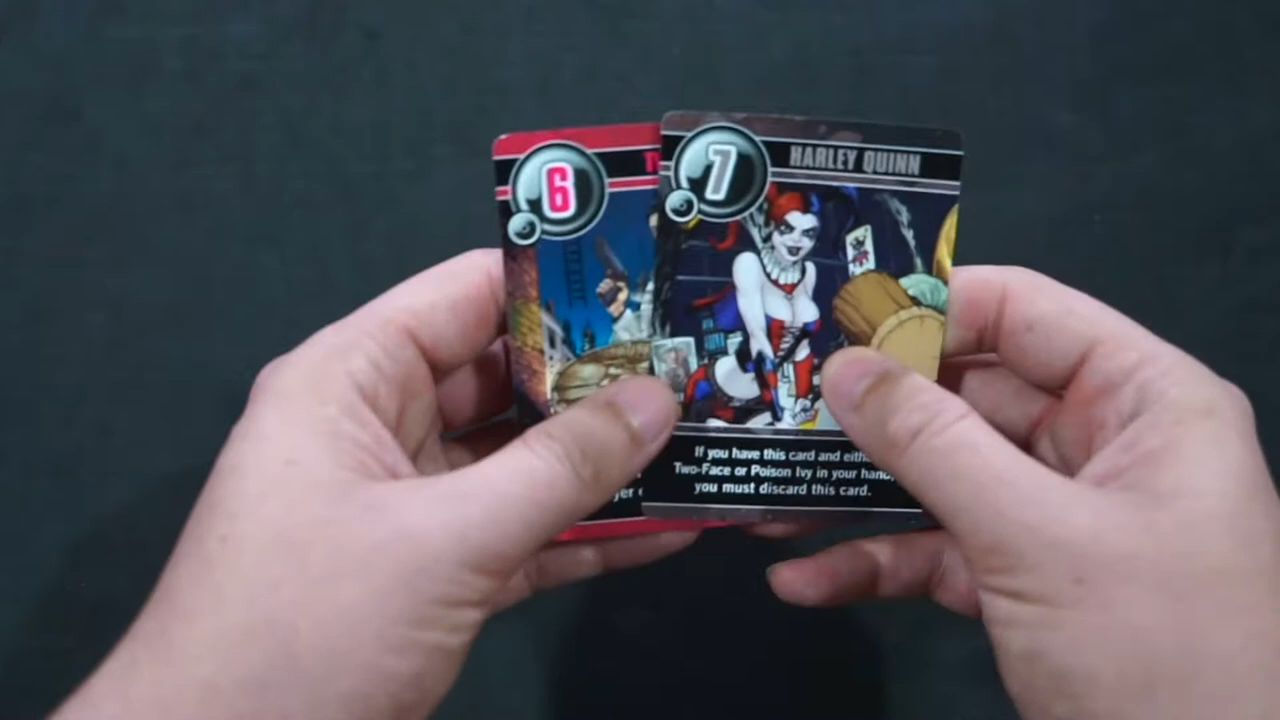 6
7
HARLEY QUINN
If you have this card and
Two-Face or Poison Ivy in your hand,
you must discard this card.